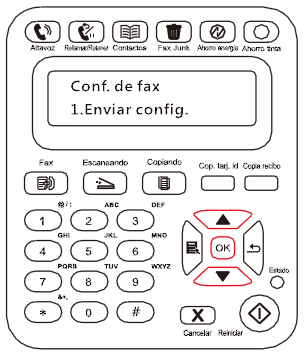 Altavoz Rellamar/Retener Contactos Fax Junk Ahorro energía Ahorra tinta
Conf. de fax
1.Enviar config.
Fax Escaneando Copiando Cop. tarj. id Copia recibo
@ / : ABC DEF
1 2 3
GHI JKL MNO
4 5 6
OK
PQRS TUV WXYZ
7 8 9
Estado
&+,
* 0 #
X
Cancelar Reiniciar